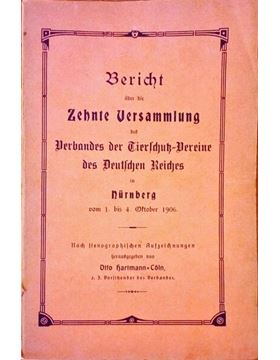 Bericht
über die
Zehnte Versammlung
des
Verbandes der Tierschutz-Vereine
des Deutschen Reiches
in
Nürnberg
vom 1. bis 4. Oktober 1906.
Nach stenographischen Aufzeichnungen
herausgegeben von
Otto Hartmann-Cöln,
z. Z. Vorsitzender des Verbandes.